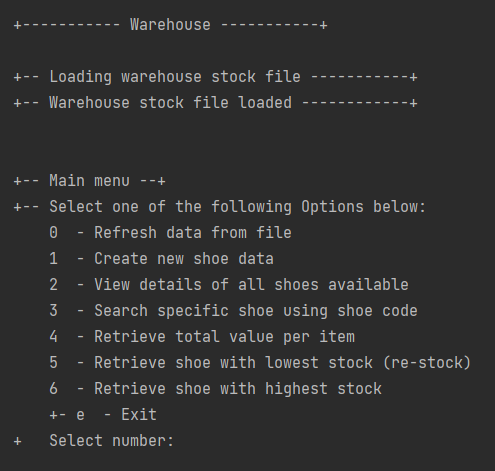 +----------- Warehouse -----------+
+-- Loading warehouse stock file -----------+
+-- Warehouse stock file loaded ------------+
+-- Main menu --+
+-- Select one of the following Options below:
0  - Refresh data from file
1  - Create new shoe data
2  - View details of all shoes available
3  - Search specific shoe using shoe code
4  - Retrieve total value per item
5  - Retrieve shoe with lowest stock (re-stock)
6  - Retrieve shoe with highest stock
+- e  - Exit
+   Select number: